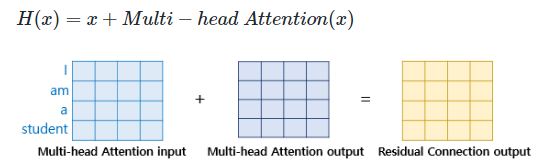 H(x) = x + Multi − head Attention(x)
I
am
a
student
+
=
Multi-head Attention input
Multi-head Attention output
Residual Connection output